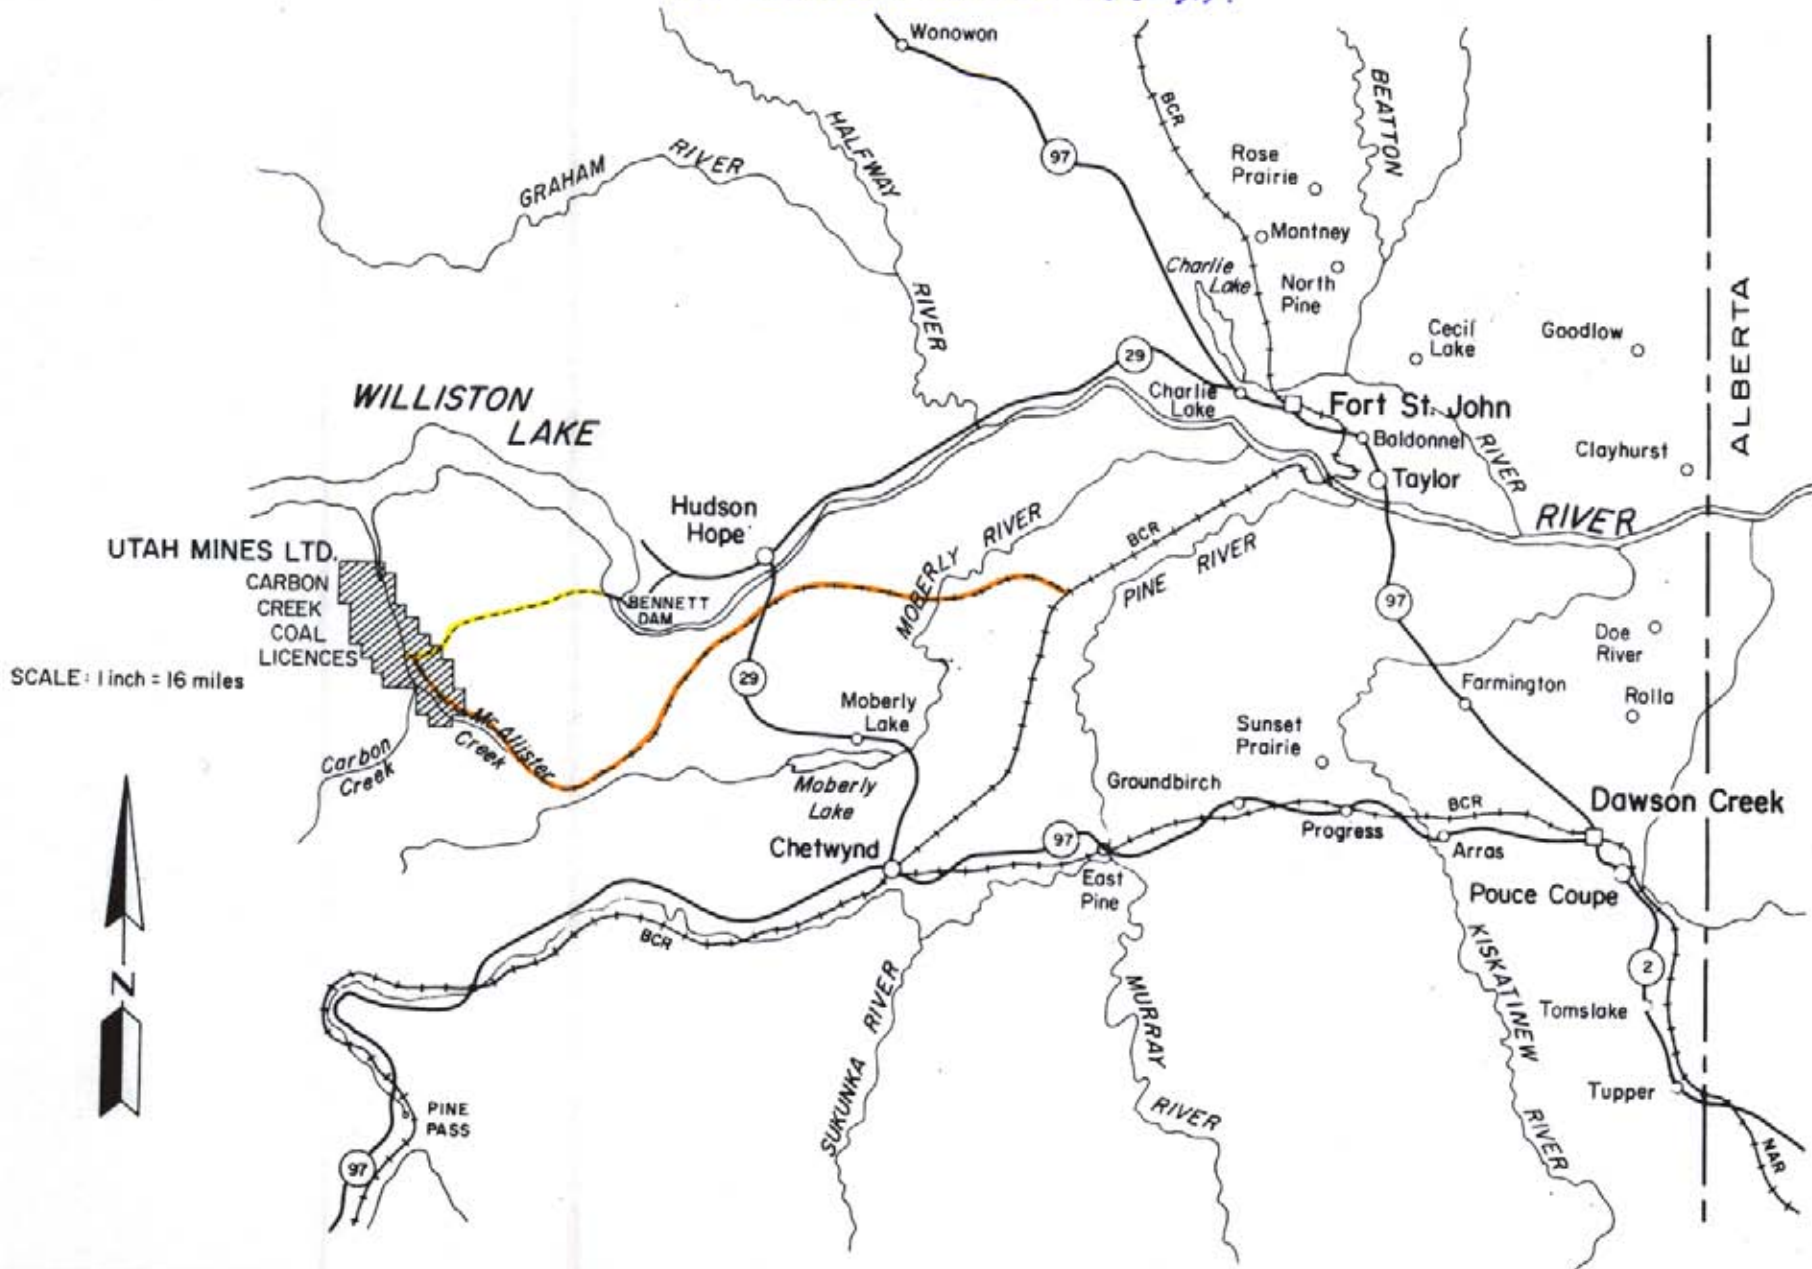 Wonowon
BCR
BEATTON
HALFWAY
97
Rose
Prairie
RIVER
GRAHAM
Montney
Charlie
Lake
North
Pine
RIVER
Cecil
Lake
Goodlow
ALBERTA
29
WILLISTON
LAKE
Charlie
Lake
Fort St. John
Baldonnel
RIVER
Clayhurst
Taylor
Hudson
Hope
RIVER
RIVER
BCR
UTAH MINES LTD.
CARBON
CREEK
COAL
LICENCES
MOBERLY
PINE
RIVER
BENNETT
DAM
97
Doe
River
SCALE: 1 inch = 16 miles
29
Farmington
Rolla
Moberly
Lake
McAllister
Creek
Sunset
Prairie
Carbon
Creek
Moberly
Lake
Groundbirch
BCR
Dawson Creek
Progress
Chetwynd
97
Arras
East
Pine
Pouce Coupe
BCR
KISKATINEW
2
N
RIVER
MURRAY
Tomslake
SUKUNKA
Tupper
PINE
PASS
RIVER
RIVER
97
NAR